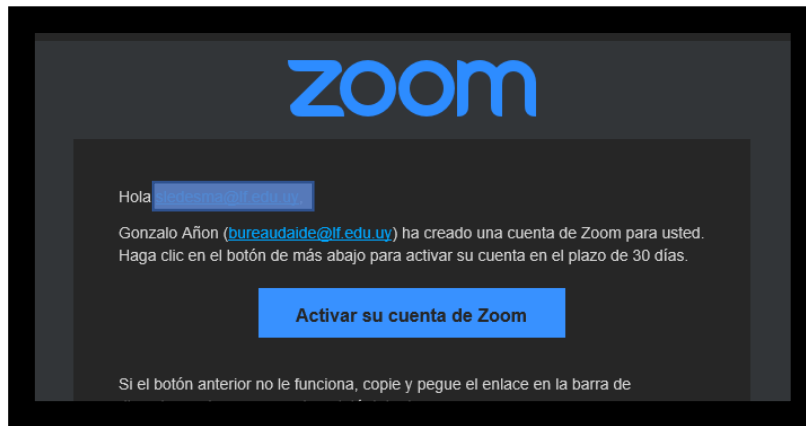 zoom
Hola
Gonzalo Añon (bureaudaide@lf.edu.uy) ha creado una cuenta de Zoom para usted.
Haga clic en el botón de más abajo para activar su cuenta en el plazo de 30 días.
Activar su cuenta de Zoom
Si el botón anterior no le funciona, copie y pegue el enlace en la barra de